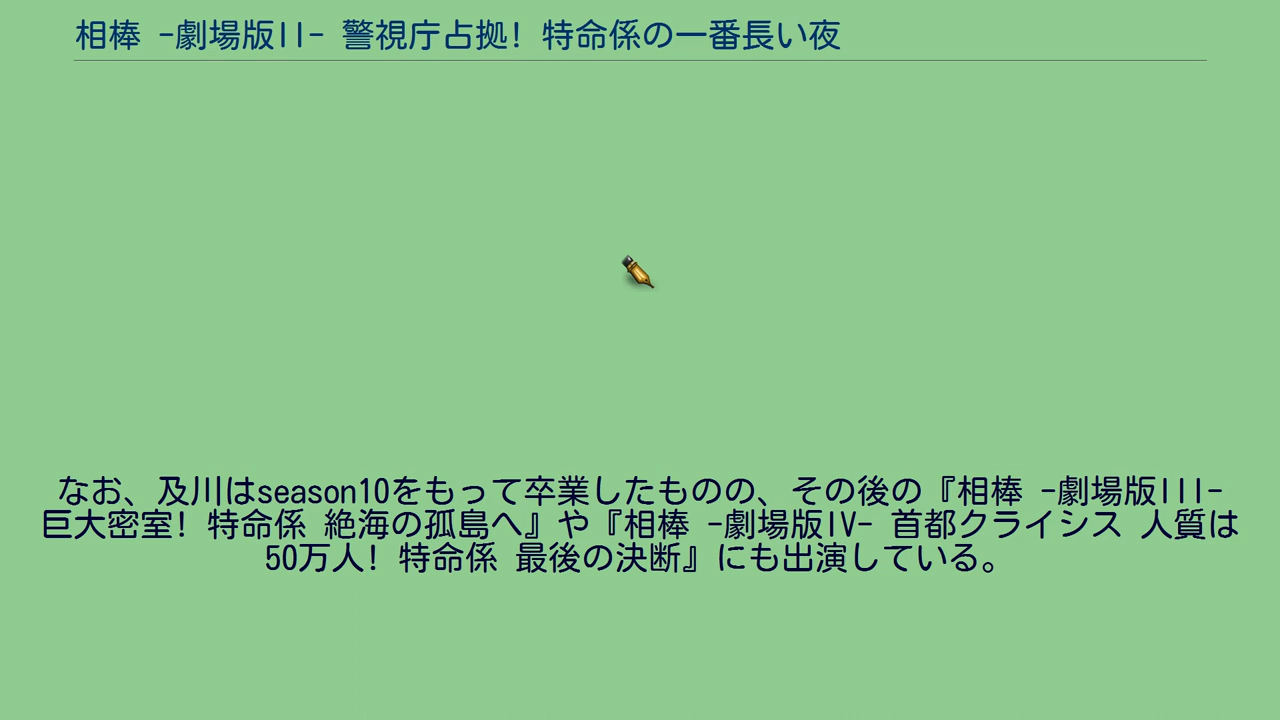 相棒 -劇場版II- 警視庁占拠! 特命係の一番長い夜
なお、及川はseason10をもって卒業したものの、その後の『相棒 -劇場版III-
巨大密室! 特命係 絶海の孤島へ』や『相棒 -劇場版IV- 首都クライシス 人質は
50万人! 特命係 最後の決断』にも出演している。